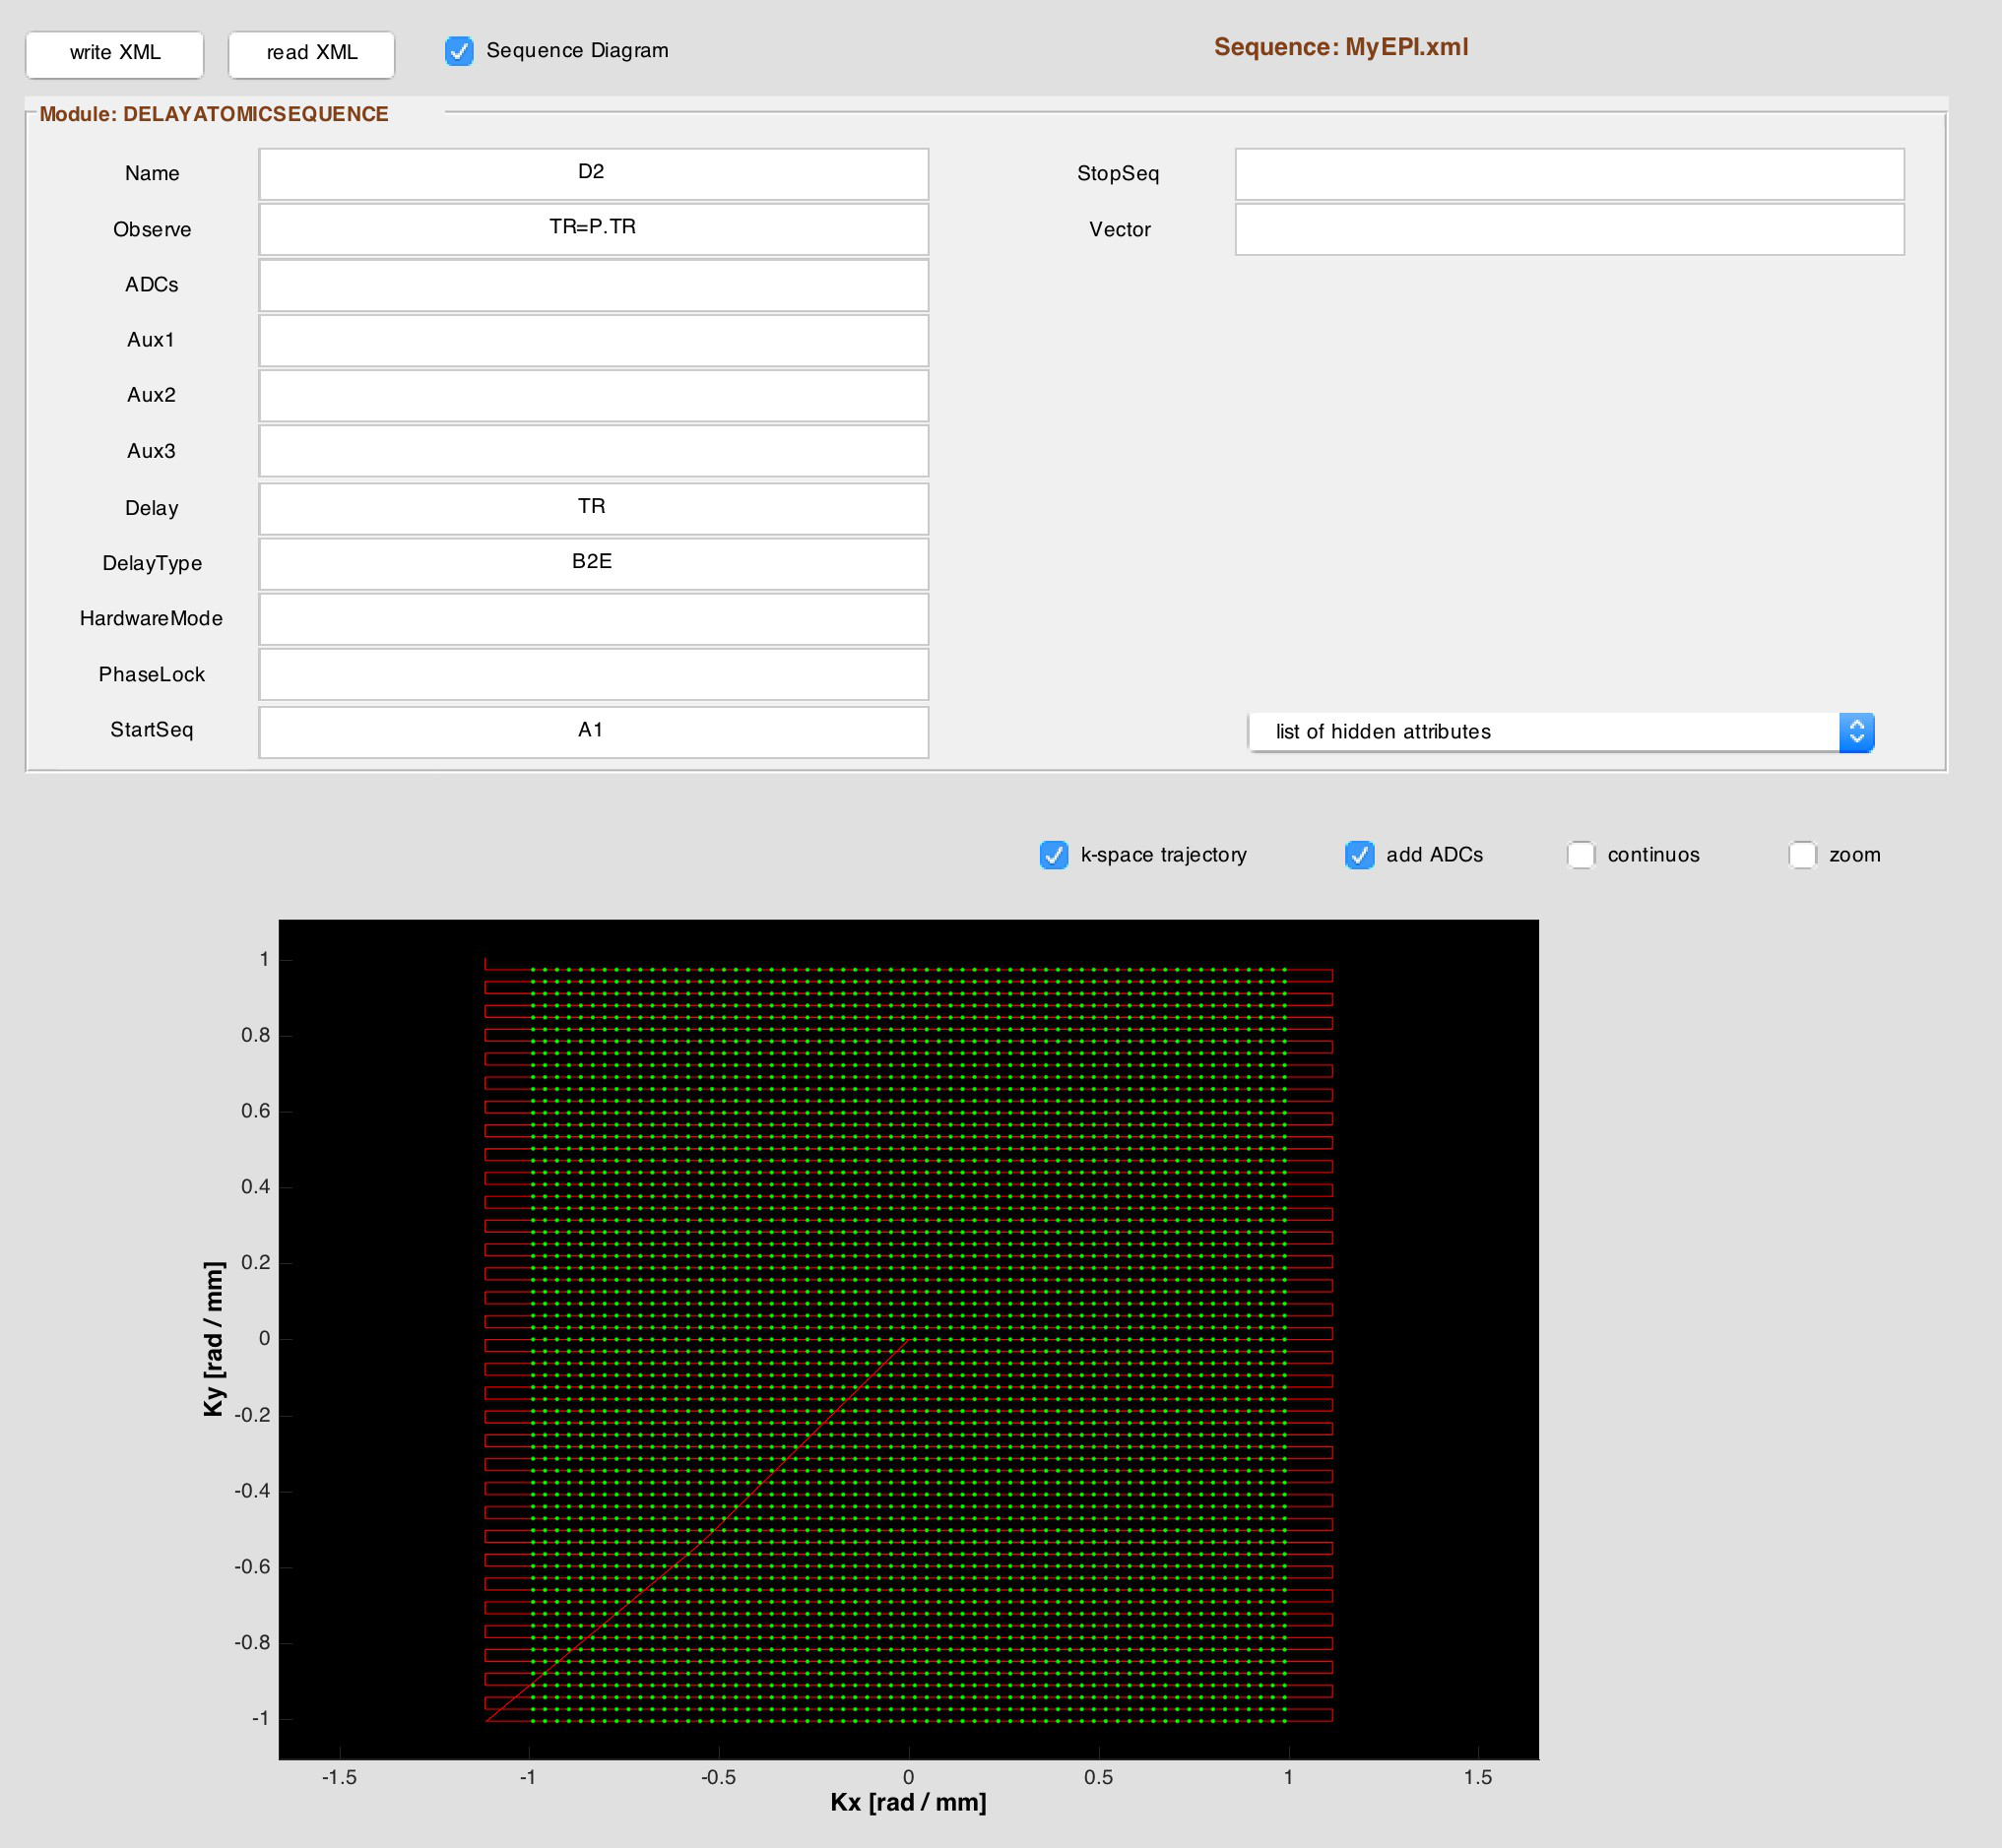 write XML read XML Sequence Diagram Sequence: MyEPI.xml
Module: DELAYATOMICSEQUENCE
Name D2 StopSeq
Observe TR=P.TR Vector
ADCs
Aux1
Aux2
Aux3
Delay TR
DelayType B2E
HardwareMode
PhaseLock
StartSeq A1 list of hidden attributes
k-space trajectory add ADCs continuos zoom
1
0.8
0.6
0.4
0.2
0
-0.2
-0.4
-0.6
-0.8
-1
Ky [rad / mm]
-1.5 -1 -0.5 0 0.5 1 1.5
Kx [rad / mm]